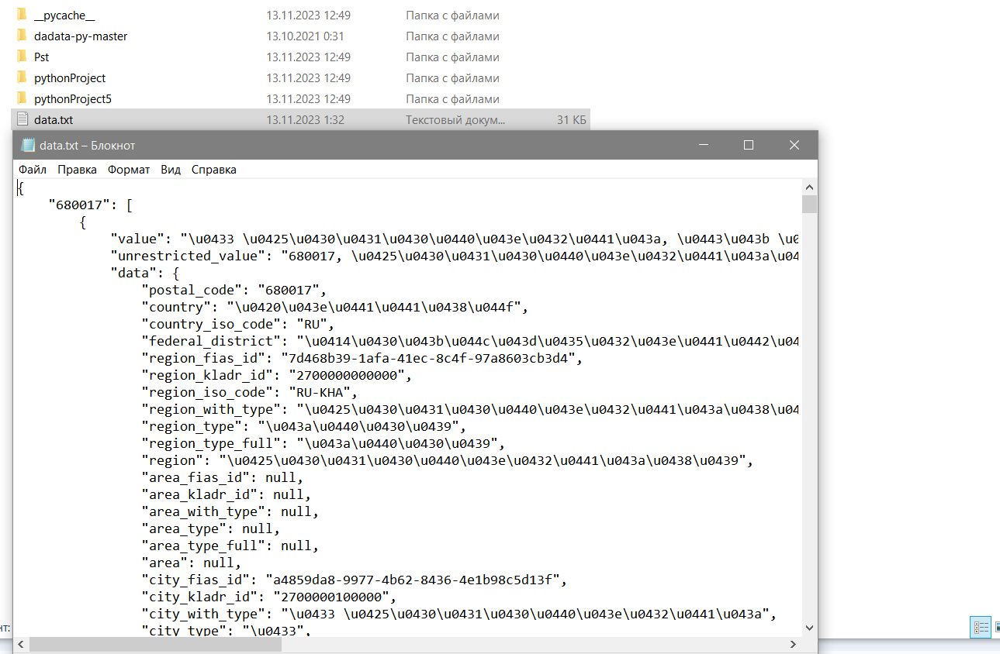 __pycache__ 13.11.2023 12:49 Папка с файлами
dadata-py-master 13.10.2021 0:31 Папка с файлами
Pst 13.11.2023 12:49 Папка с файлами
pythonProject 13.11.2023 12:49 Папка с файлами
pythonProject5 13.11.2023 12:49 Папка с файлами
data.txt 13.11.2023 1:32 Текстовый докум... 31 КБ
data.txt – Блокнот
Файл Правка Формат Вид Справка
{
"680017": [
{
"value": "\u0433 \u0425\u0430\u0431\u0430\u0440\u043e\u0432\u0441\u043a, \u0443\u043b \u0
"unrestricted_value": "680017, \u0425\u0430\u0431\u0430\u0440\u043e\u0432\u0441\u043a\u04
"data": {
"postal_code": "680017",
"country": "\u0420\u043e\u0441\u0441\u0438\u044f",
"country_iso_code": "RU",
"federal_district": "\u0414\u0430\u043b\u044c\u043d\u0435\u0432\u043e\u0441\u0442\u04
"region_fias_id": "7d468b39-1afa-41ec-8c4f-97a8603cb3d4",
"region_kladr_id": "2700000000000",
"region_iso_code": "RU-KHA",
"region_with_type": "\u0425\u0430\u0431\u0430\u0440\u043e\u0432\u0441\u043a\u0438\u04
"region_type": "\u043a\u0440\u0430\u0439",
"region_type_full": "\u043a\u0440\u0430\u0439",
"region": "\u0425\u0430\u0431\u0430\u0440\u043e\u0432\u0441\u043a\u0438\u0439",
"area_fias_id": null,
"area_kladr_id": null,
"area_with_type": null,
"area_type": null,
"area_type_full": null,
"area": null,
"city_fias_id": "a4859da8-9977-4b62-8436-4e1b98c5d13f",
"city_kladr_id": "2700000100000",
"city_with_type": "\u0433 \u0425\u0430\u0431\u0430\u0440\u043e\u0432\u0441\u043a",
"city_type": "\u0433",